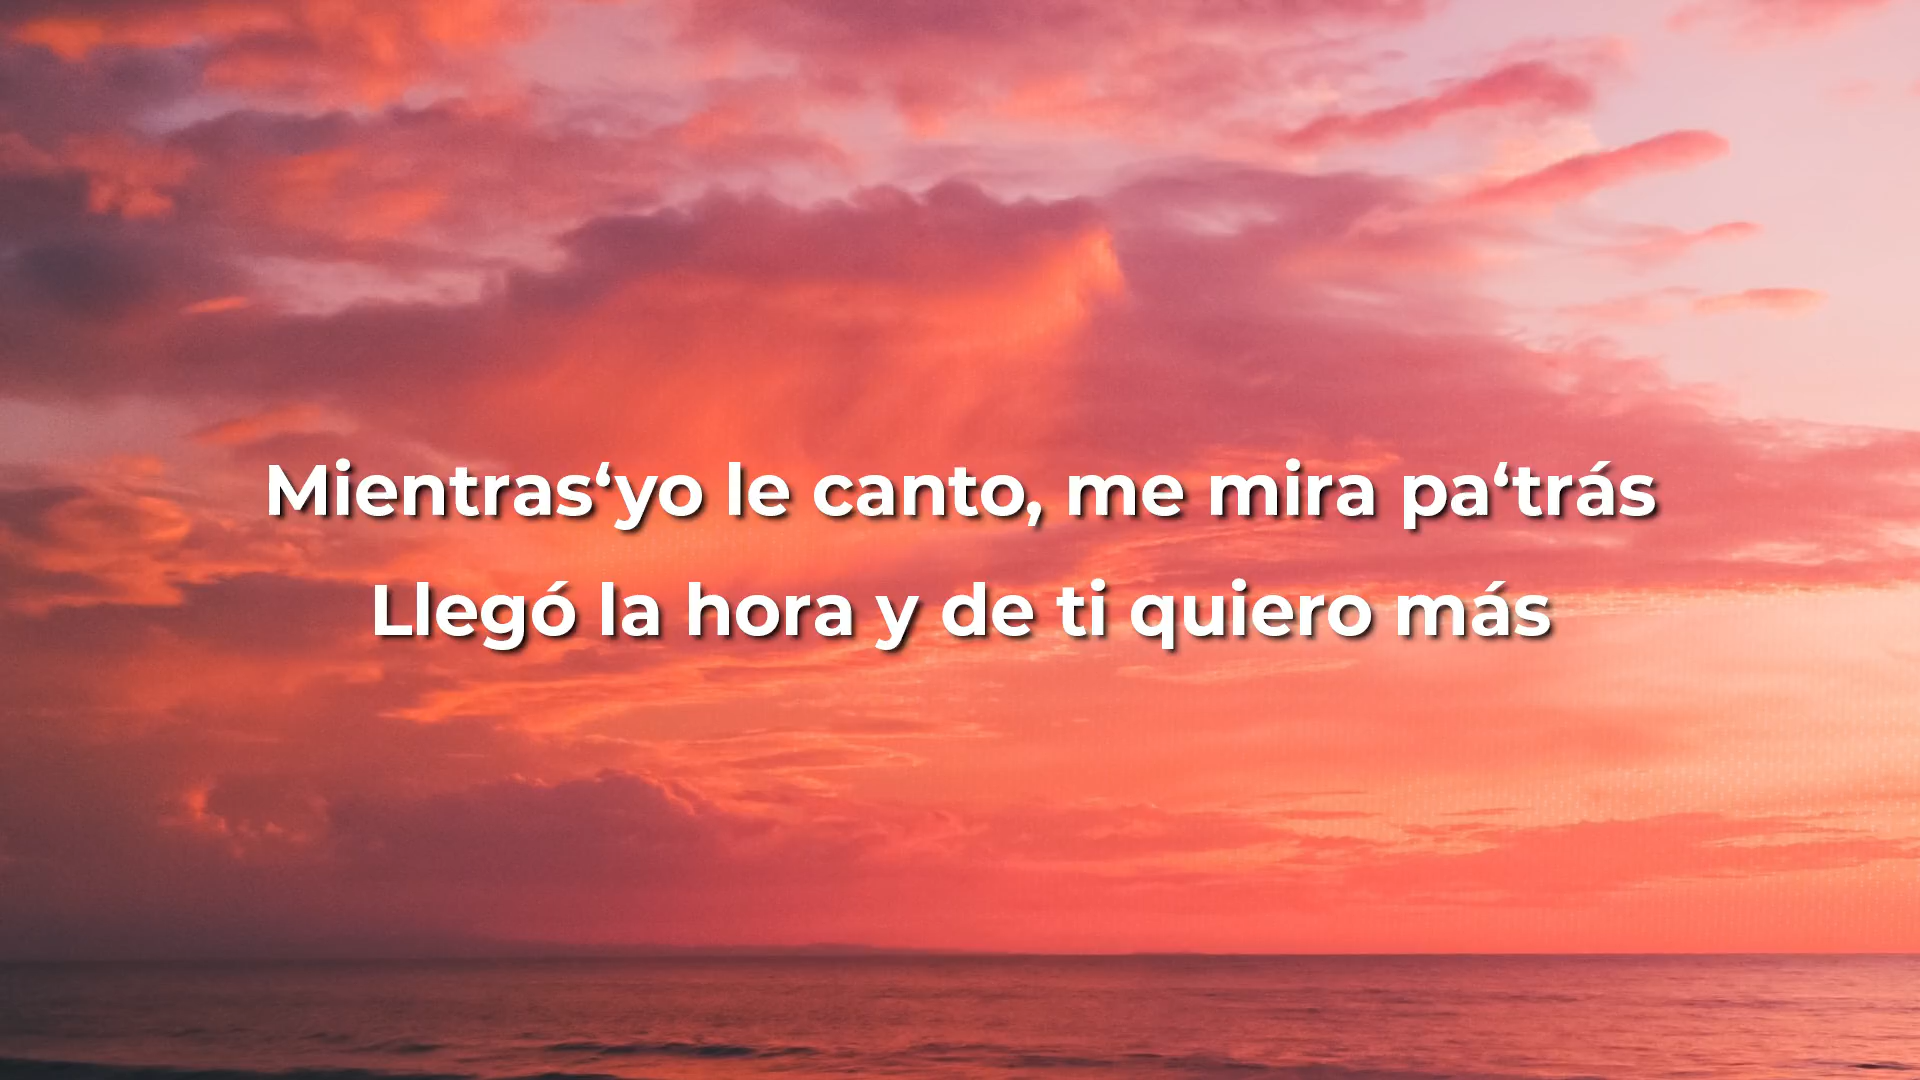 Mientras‘yo le canto, me mira pa‘trás
Llegó la hora y de ti quiero más